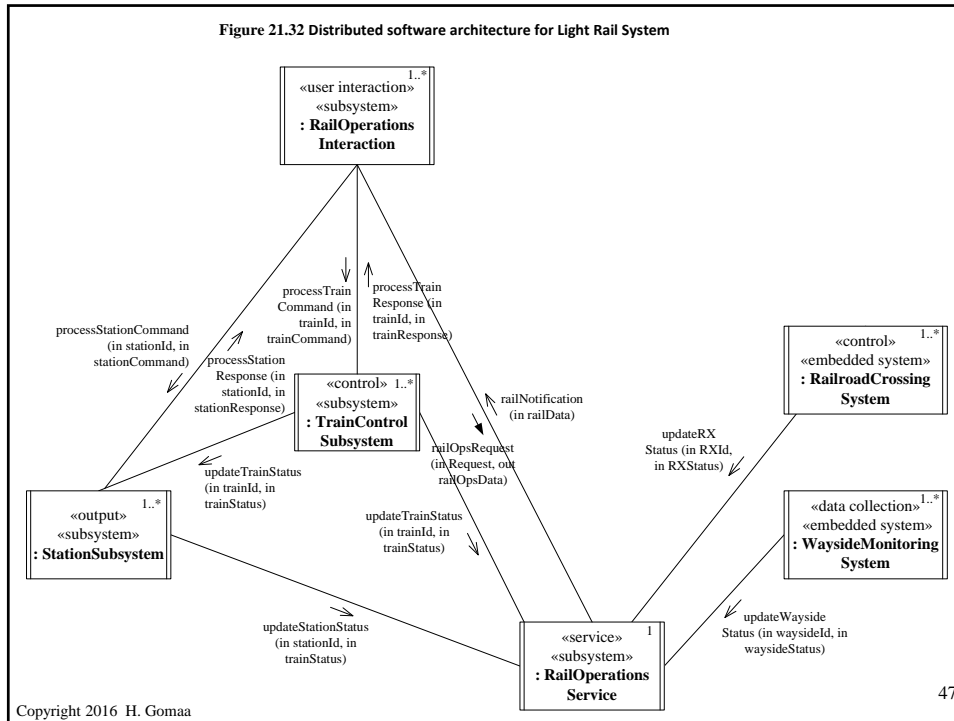 Figure 21.32 Distributed software architecture for Light Rail System
1..*
«user interaction»
«subsystem»
: RailOperations
Interaction
processTrain
Command (in
trainId, in
trainCommand)
processTrain
Response (in
trainId, in
trainResponse)
processStationCommand
(in stationId, in
stationCommand)
processStation
Response (in
stationId, in
stationResponse)
1..*
«control»
«subsystem»
: TrainControl
Subsystem
railNotification
(in railData)
railOpsRequest
(in Request, out
railOpsData)
1..*
«control»
«embedded system»
: RailroadCrossing
System
updateRX
Status (in RXId,
in RXStatus)
updateTrainStatus
(in trainId, in
trainStatus)
1..*
«output»
«subsystem»
: StationSubsystem
updateTrainStatus
(in trainId, in
trainStatus)
1..*
«data collection»
«embedded system»
: WaysideMonitoring
System
updateStationStatus
(in stationId, in
trainStatus)
updateWayside
Status (in waysideId, in
waysideStatus)
1
«service»
«subsystem»
: RailOperations
Service
47
Copyright 2016 H. Gomaa